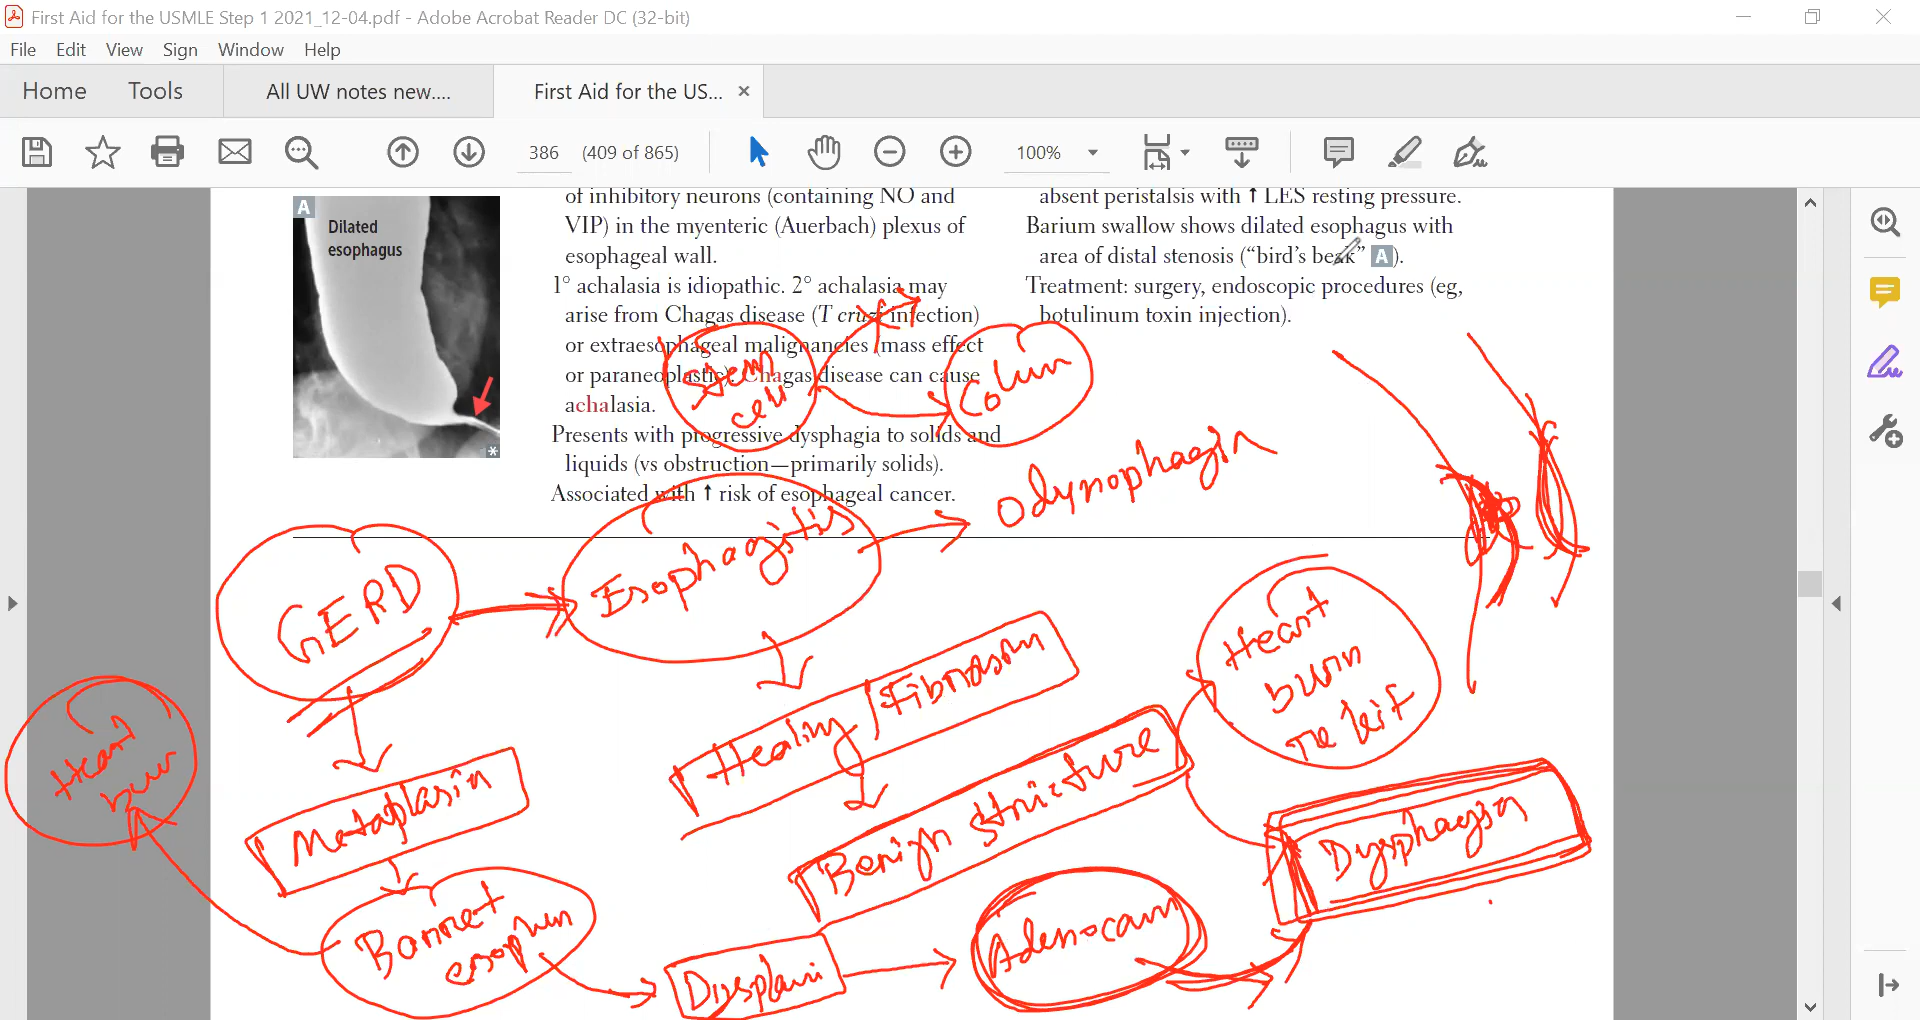 First Aid for the USMLE Step 1 2021_12-04.pdf - Adobe Acrobat Reader DC (32-bit)
File Edit View Sign Window Help
Home Tools All UW notes new.... First Aid for the US... ×
386 (409 of 865) 100%
A
Dilated
esophagus
of inhibitory neurons (containing NO and
VIP) in the myenteric (Auerbach) plexus of
esophageal wall.
1° achalasia is idiopathic. 2° achalasia may
arise from Chagas disease (T cruzi infection)
or extraesophageal malignancies (mass effect
or paraneoplastic). Chagas disease can cause
achalasia.
Presents with progressive dysphagia to solids and
liquids (vs obstruction—primarily solids).
Associated with ↑ risk of esophageal cancer.
absent peristalsis with ↑ LES resting pressure.
Barium swallow shows dilated esophagus with
area of distal stenosis (“bird’s beak” A).
Treatment: surgery, endoscopic procedures (eg,
botulinum toxin injection).
Stem
cell
Colum
Odynophagia
GERD
Esophagitis
Healing / Fibrosis
Heart
burn
relief
Heart
burn
Metaplasia
Benign stricture
Dysphagia
Barret
Adenocarn